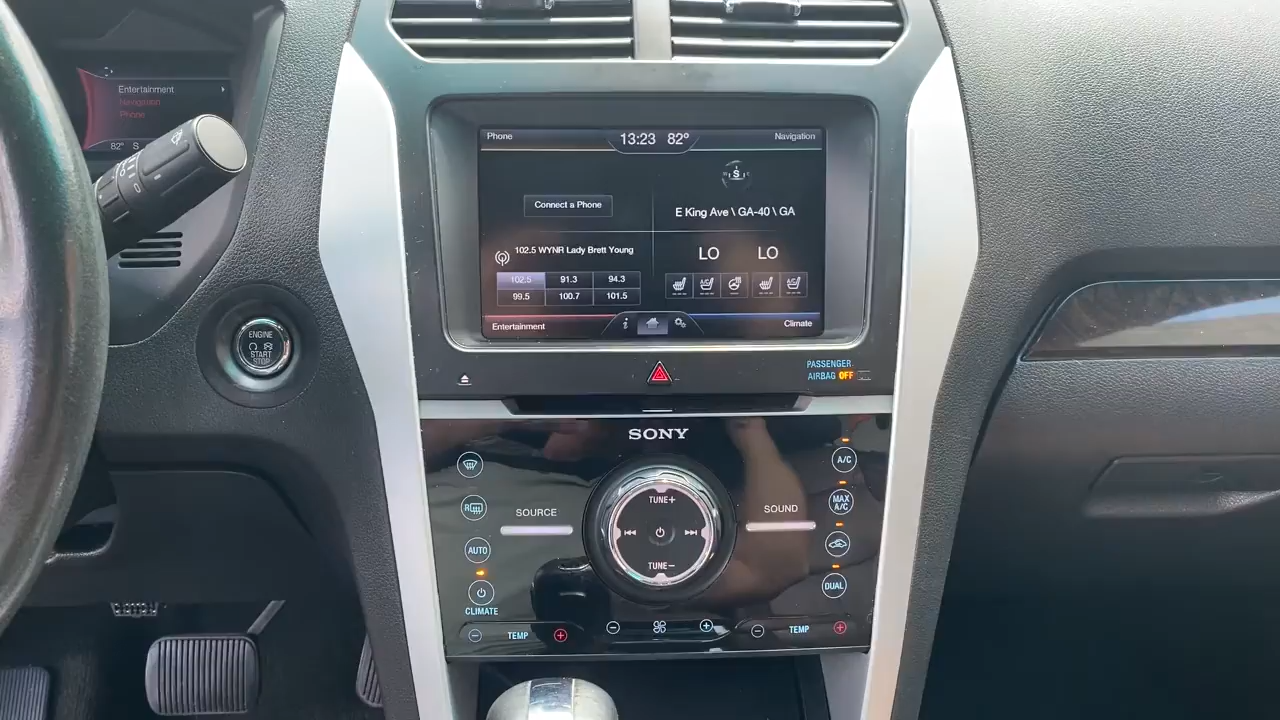 Entertainment
Navigation
Phone
82° S
0
ENGINE
START
STOP
Phone
13:23 82°
Navigation
S
Connect a Phone
E King Ave \ GA-40 \ GA
102.5 WYNR Lady Brett Young
LO LO
102.5 91.3 94.3
99.5 100.7 101.5
Entertainment
i
Climate
PASSENGER
AIRBAG OFF
SONY
A/C
R
MAX
A/C
SOURCE
TUNE+
SOUND
AUTO
TUNE−
DUAL
CLIMATE
− TEMP +
− +
− TEMP +